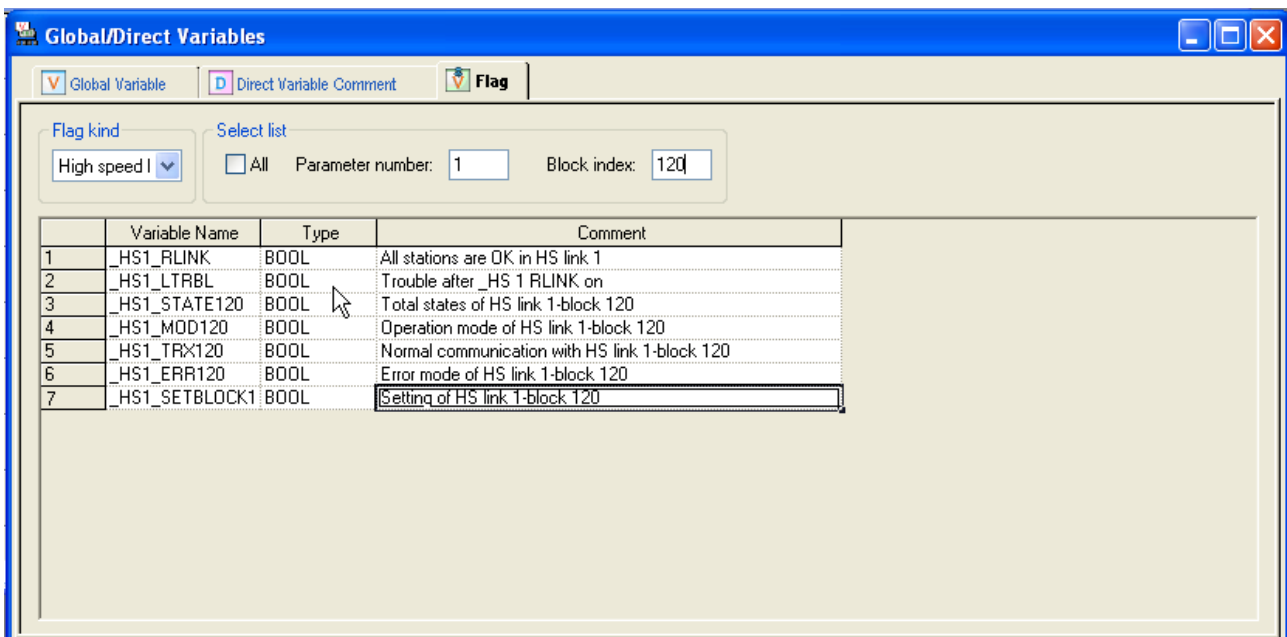 Global/Direct Variables
V Global Variable D Direct Variable Comment V Flag
Flag kind Select list
High speed l All Parameter number: 1 Block index: 120
Variable Name Type Comment
1 _HS1_RLINK BOOL All stations are OK in HS link 1
2 _HS1_LTRBL BOOL Trouble after _HS 1 RLINK on
3 _HS1_STATE120 BOOL Total states of HS link 1-block 120
4 _HS1_MOD120 BOOL Operation mode of HS link 1-block 120
5 _HS1_TRX120 BOOL Normal communication with HS link 1-block 120
6 _HS1_ERR120 BOOL Error mode of HS link 1-block 120
7 _HS1_SETBLOCK1 BOOL Setting of HS link 1-block 120